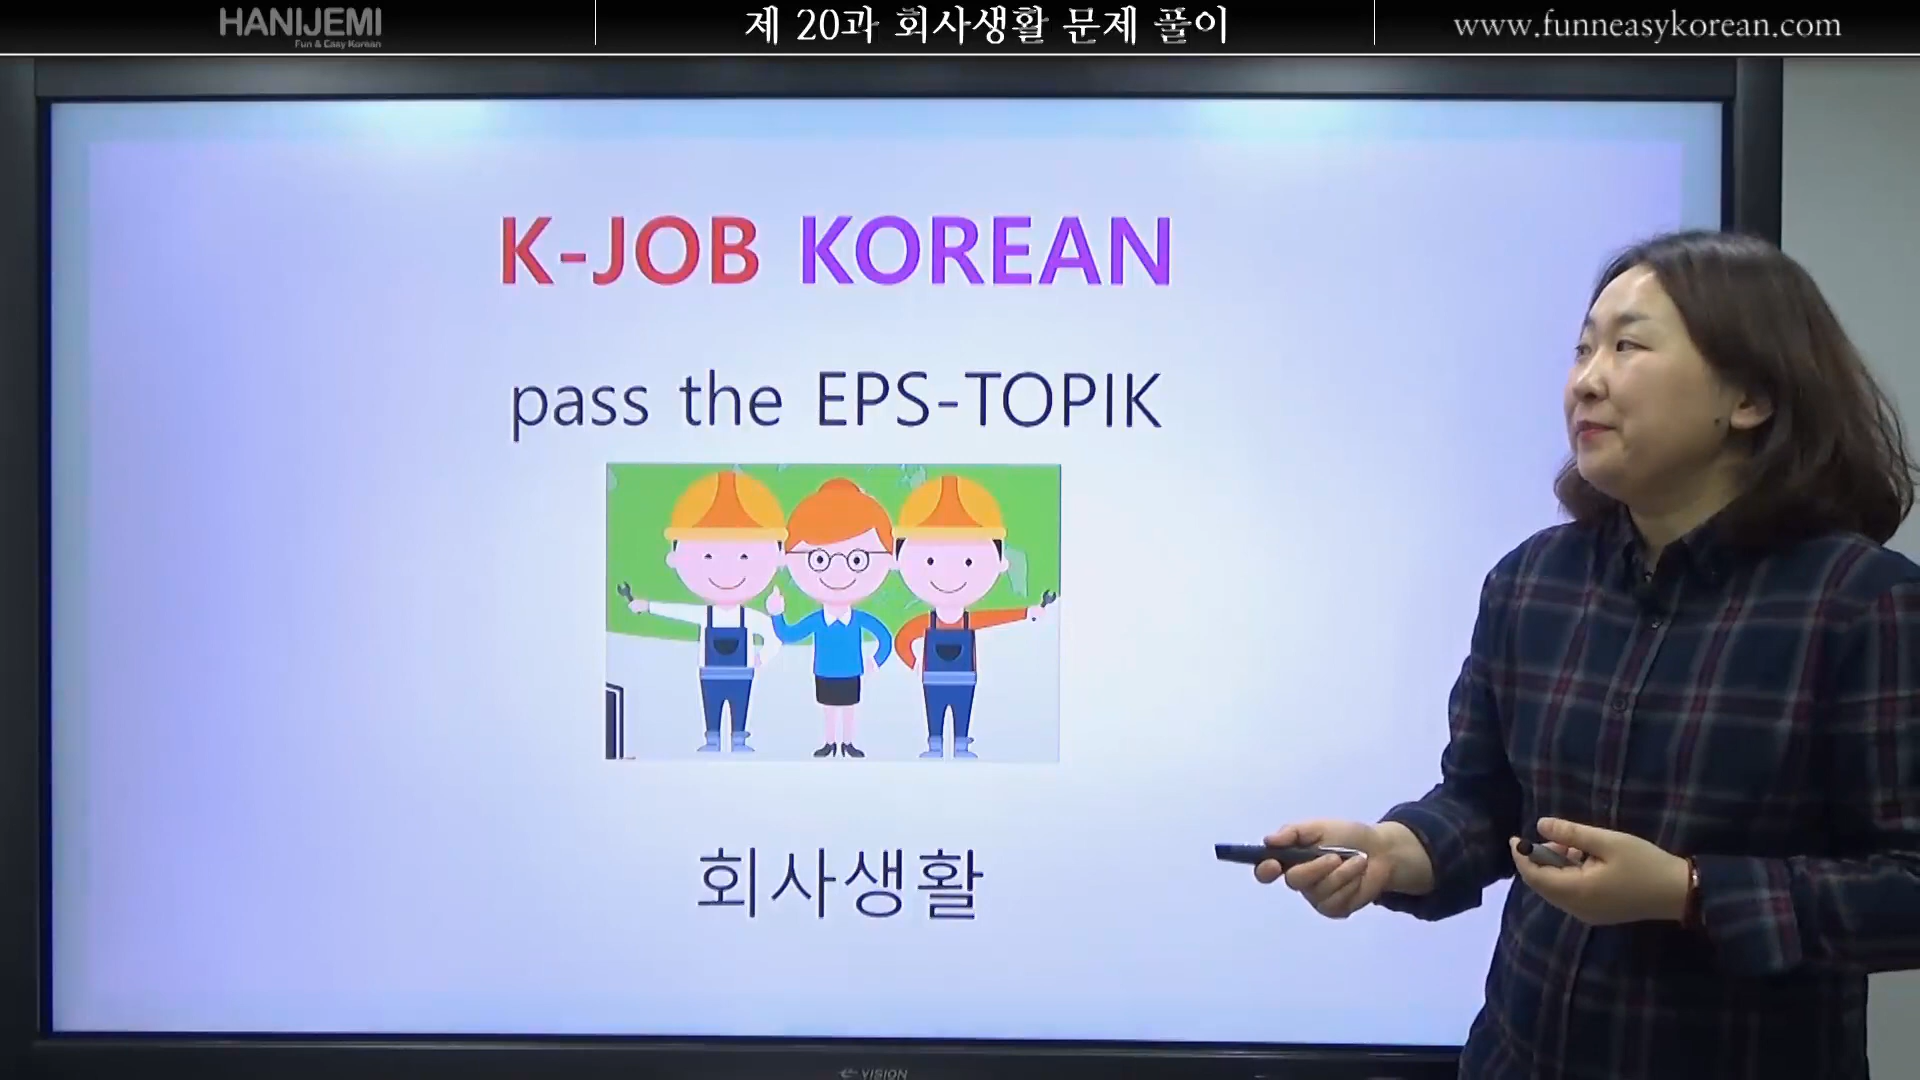 HANIJEMI
Fun & Easy Korean
제 20과 회사생활 문제 풀이
www.funneasykorean.com
K-JOB KOREAN
pass the EPS-TOPIK
회사생활
e-VISION